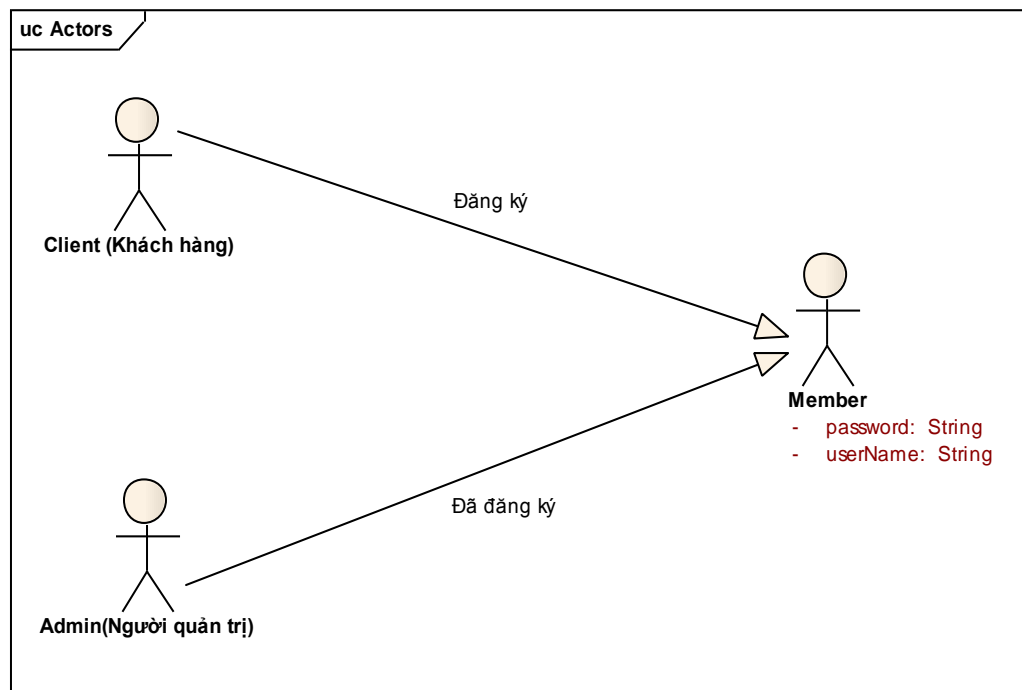 uc Actors
Client (Khách hàng)
Đăng ký
Member
- password: String
- userName: String
Đã đăng ký
Admin(Người quản trị)